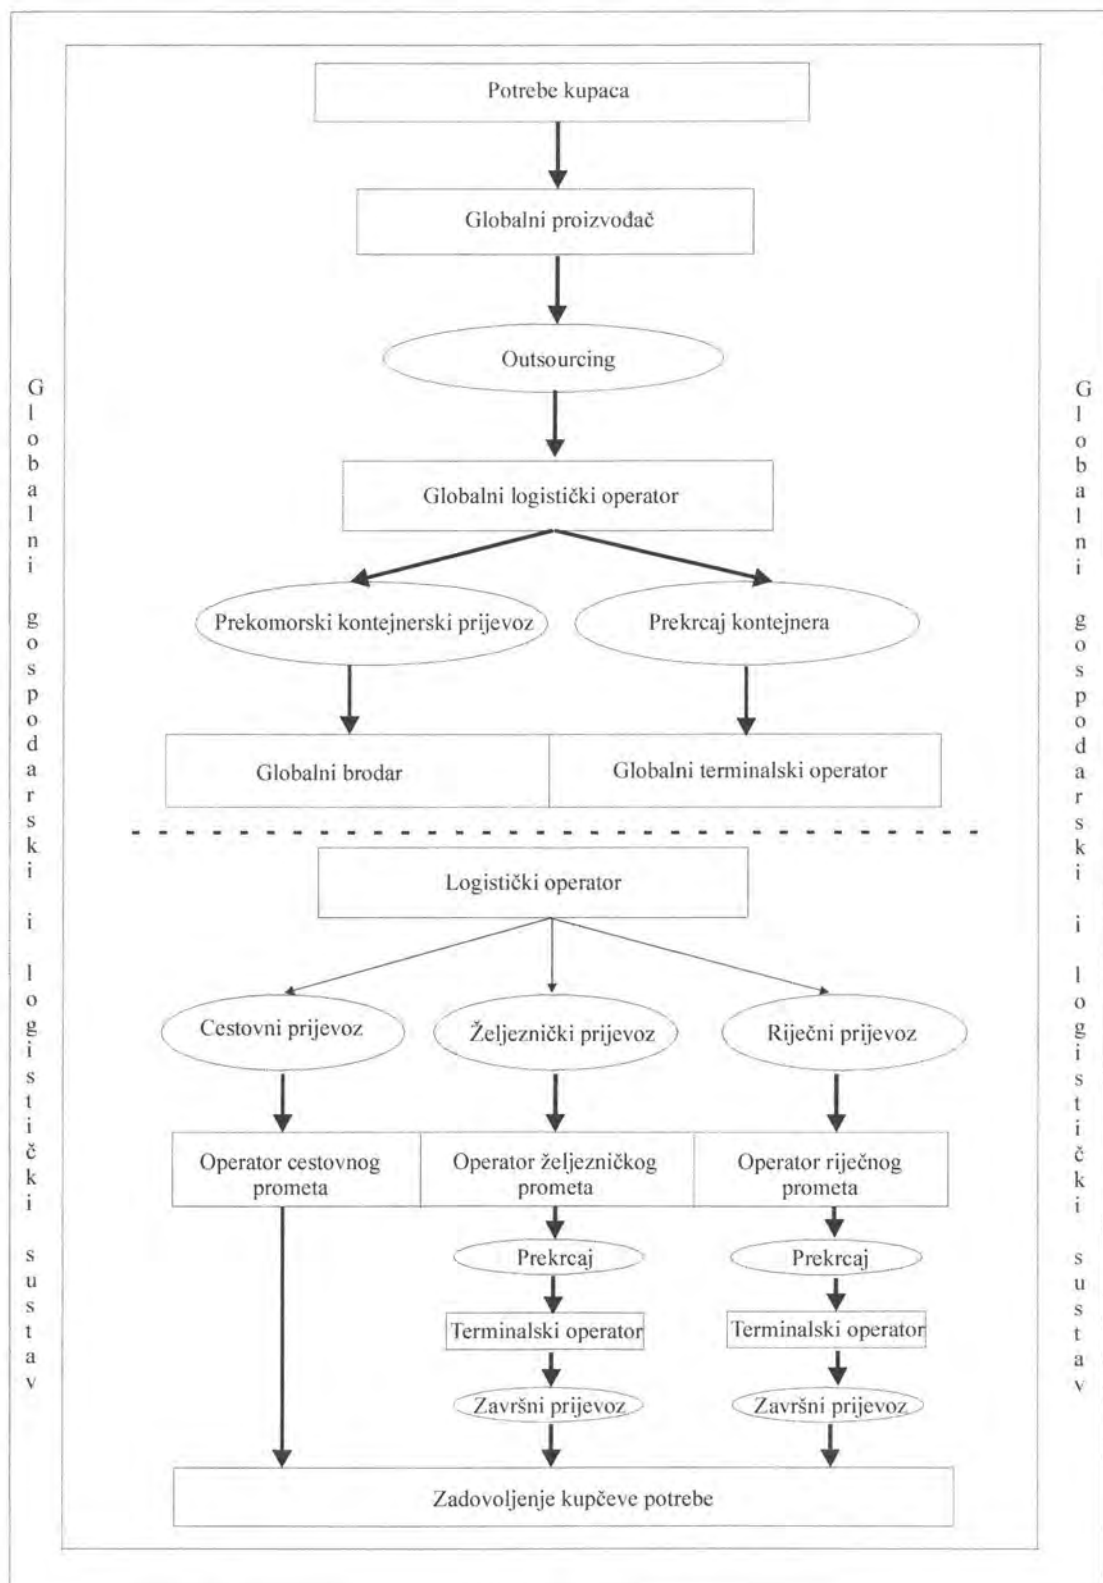 Potrebe kupaca
Globalni proizvođač
Outsourcing
Globalni logistički operator
Prekomorski kontejnerski prijevoz
Prekrcaj kontejnera
Globalni brodar
Globalni terminalski operator
Logistički operator
Cestovni prijevoz
Željeznički prijevoz
Riječni prijevoz
Operator cestovnog
prometa
Operator željezničkog
prometa
Operator riječnog
prometa
Prekrcaj
Prekrcaj
Terminalski operator
Terminalski operator
Završni prijevoz
Završni prijevoz
Zadovoljenje kupčeve potrebe
Globalni gospodarski i logistički sustav
Globalni gospodarski i logistički sustav